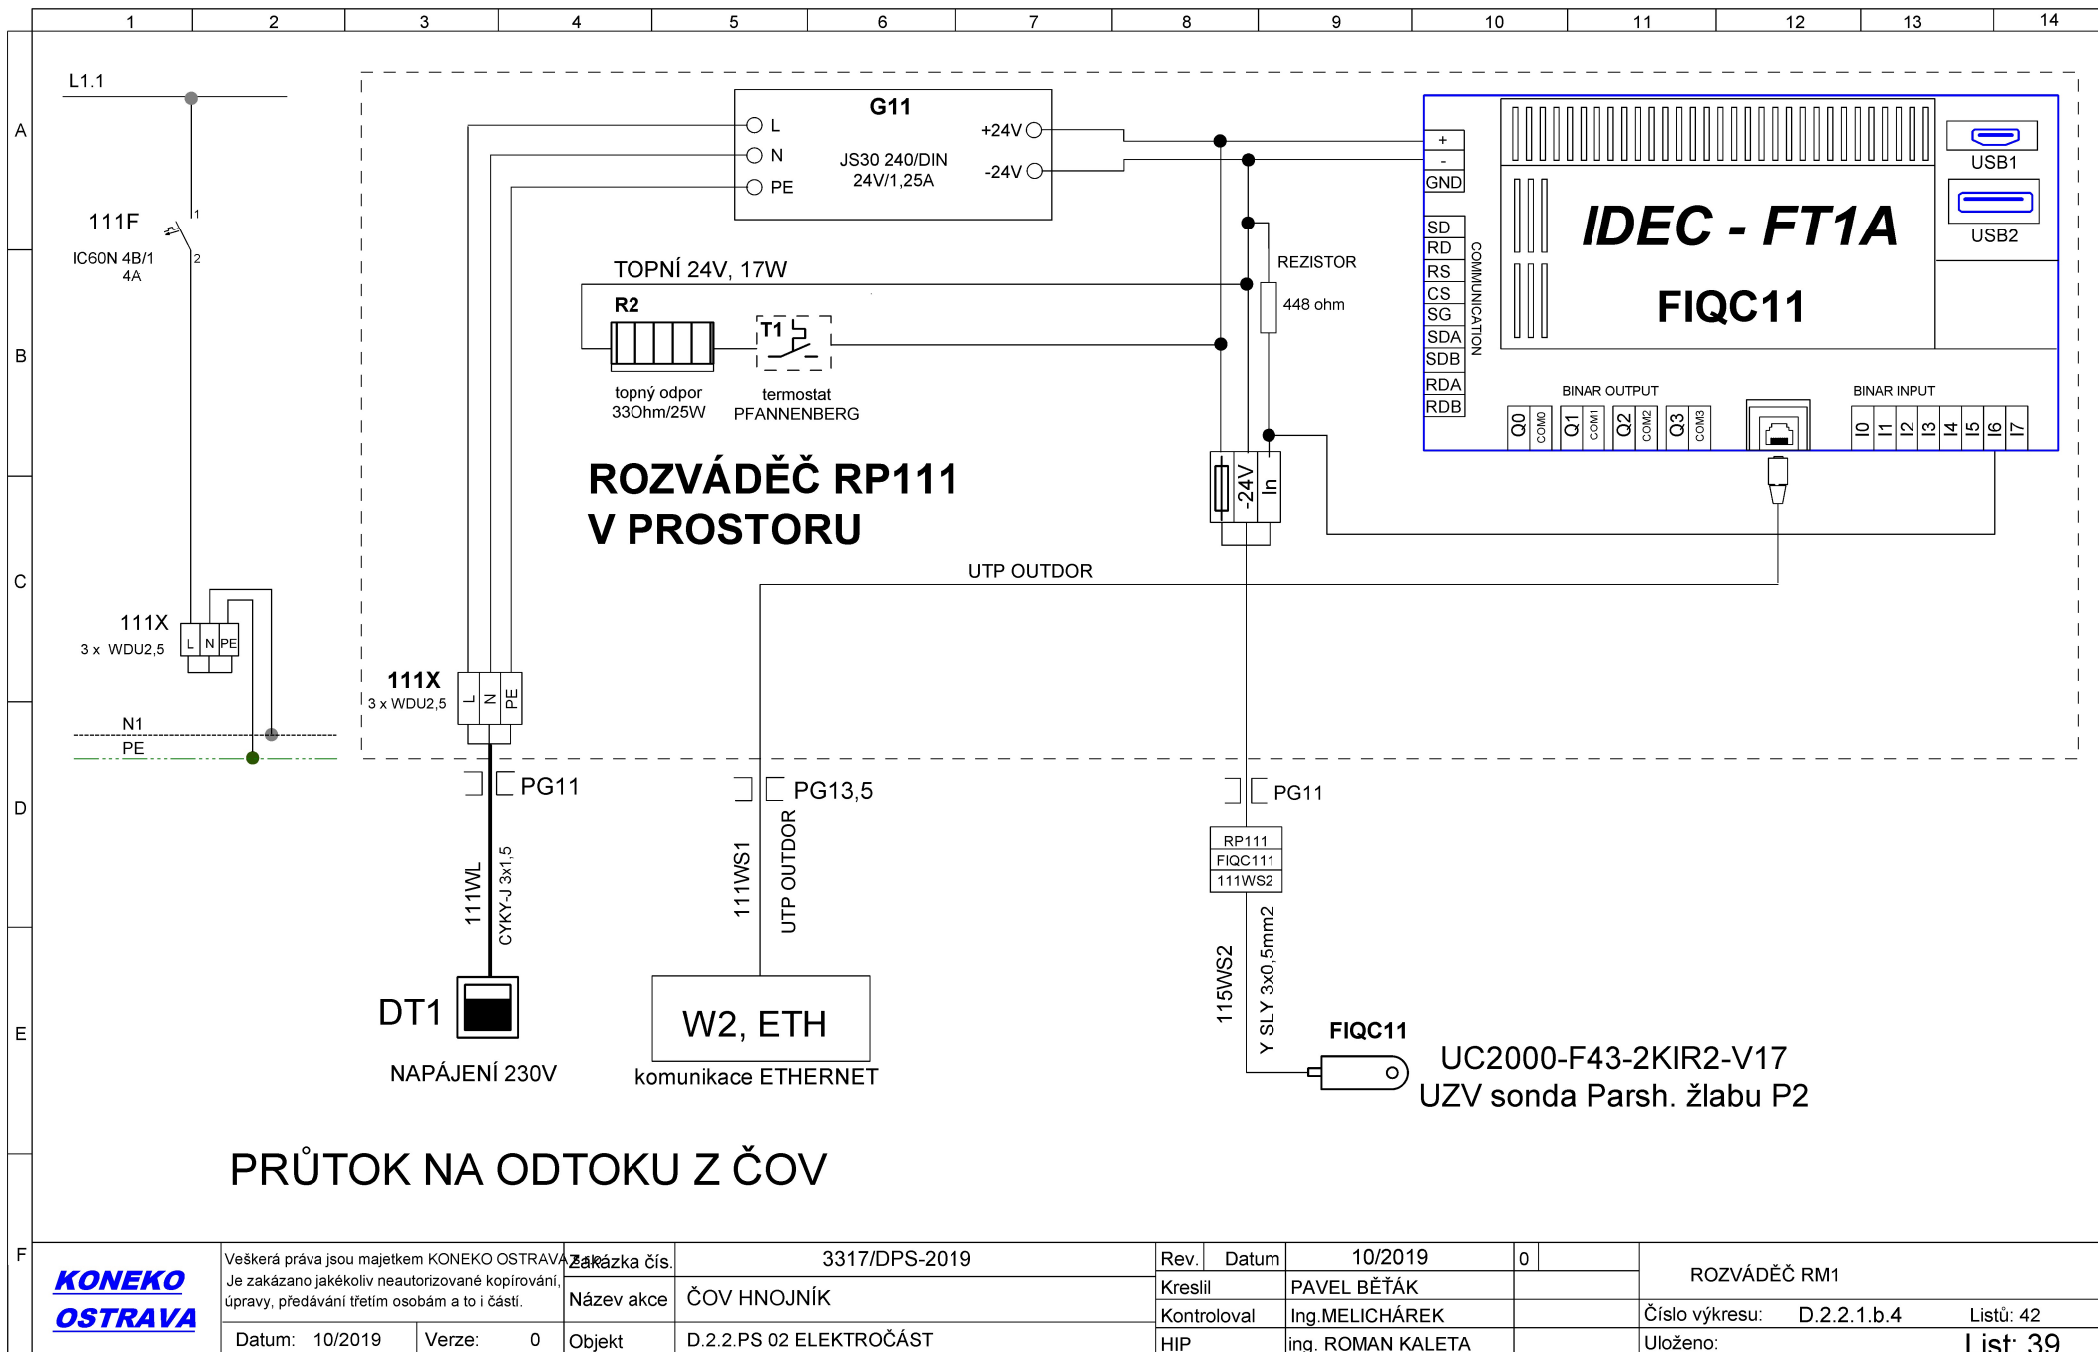 1 2 3 4 5 6 7 8 9 10 11 12 13 14
A
B
C
D
E
F
L1.1
111F
IC60N 4B/1
4A
1
2
111X
3 x WDU2,5
L N PE
N1
PE
G11
JS30 240/DIN
24V/1,25A
L
N
PE
+24V
-24V
TOPNÍ 24V, 17W
R2
T1
topný odpor
33Ohm/25W
termostat
PFANNENBERG
REZISTOR
448 ohm
ROZVÁDĚČ RP111
V PROSTORU
-24V
In
+
-
GND
SD
RD
RS
CS
SG
SDA
SDB
RDA
RDB
COMMUNICATION
IDEC - FT1A
FIQC11
USB1
USB2
BINAR OUTPUT
Q0 COM0 Q1 COM1 Q2 COM2 Q3 COM3
BINAR INPUT
I0 I1 I2 I3 I4 I5 I6 I7
UTP OUTDOR
111X
3 x WDU2,5
L N PE
PG11
PG13,5
PG11
111WL
CYKY-J 3x1,5
111WS1
UTP OUTDOR
RP111
FIQC111
111WS2
115WS2
Y SLY 3x0,5mm2
DT1
NAPÁJENÍ 230V
W2, ETH
komunikace ETHERNET
FIQC11
UC2000-F43-2KIR2-V17
UZV sonda Parsh. žlabu P2
PRŮTOK NA ODTOKU Z ČOV
KONEKO
OSTRAVA
Veškerá práva jsou majetkem KONEKO OSTRAVA
Je zakázáno jakékoliv neautorizované kopírování,
úpravy, předávání třetím osobám a to i částí.
Datum: 10/2019 Verze: 0
Zakázka čís. 3317/DPS-2019
Název akce ČOV HNOJNÍK
Objekt D.2.2.PS 02 ELEKTROČÁST
Rev. Datum 10/2019 0
Kreslil PAVEL BĚŤÁK
Kontroloval Ing.MELICHÁREK
HIP ing. ROMAN KALETA
ROZVÁDĚČ RM1
Číslo výkresu: D.2.2.1.b.4 Listů: 42
Uloženo: List: 39